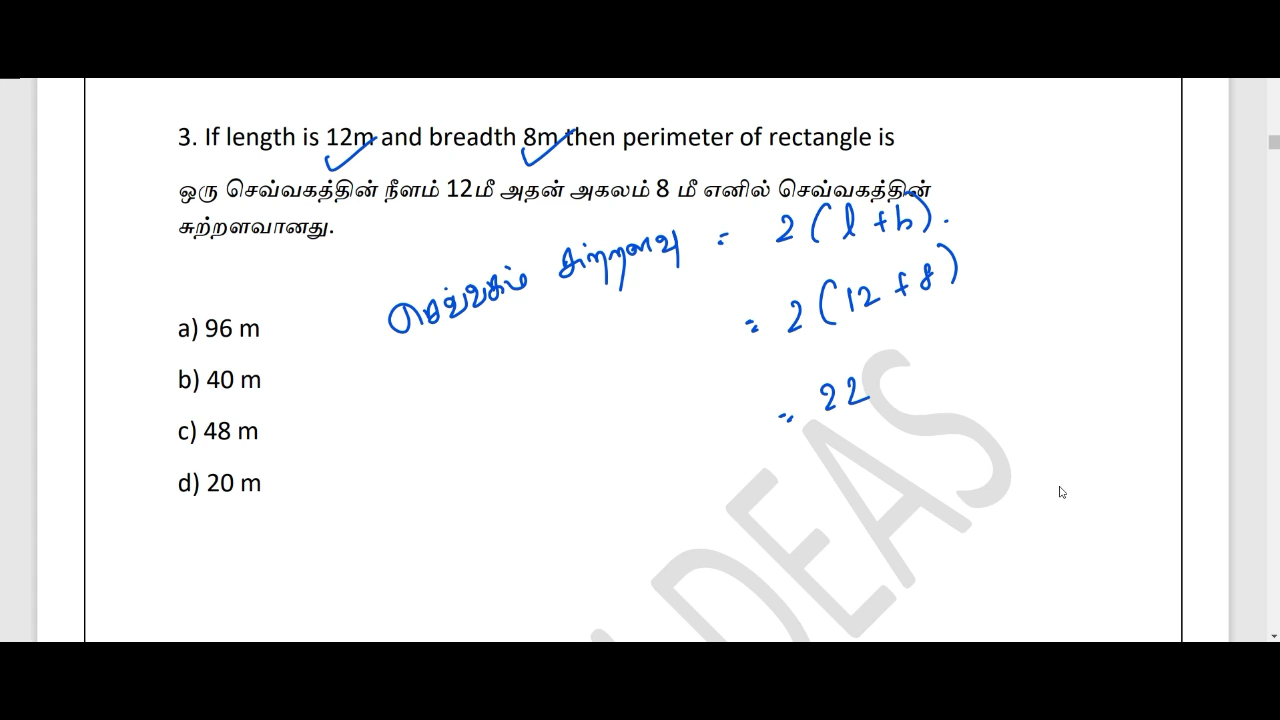 3. If length is 12m and breadth 8m then perimeter of rectangle is
ஒரு செவ்வகத்தின் நீளம் 12மீ அதன் அகலம் 8 மீ எனில் செவ்வகத்தின்
சுற்றளவானது.
செவ்வகம் சுற்றளவு = 2 ( l + b ).
= 2 ( 12 + 8 )
= 22
a) 96 m
b) 40 m
c) 48 m
d) 20 m
DEAS